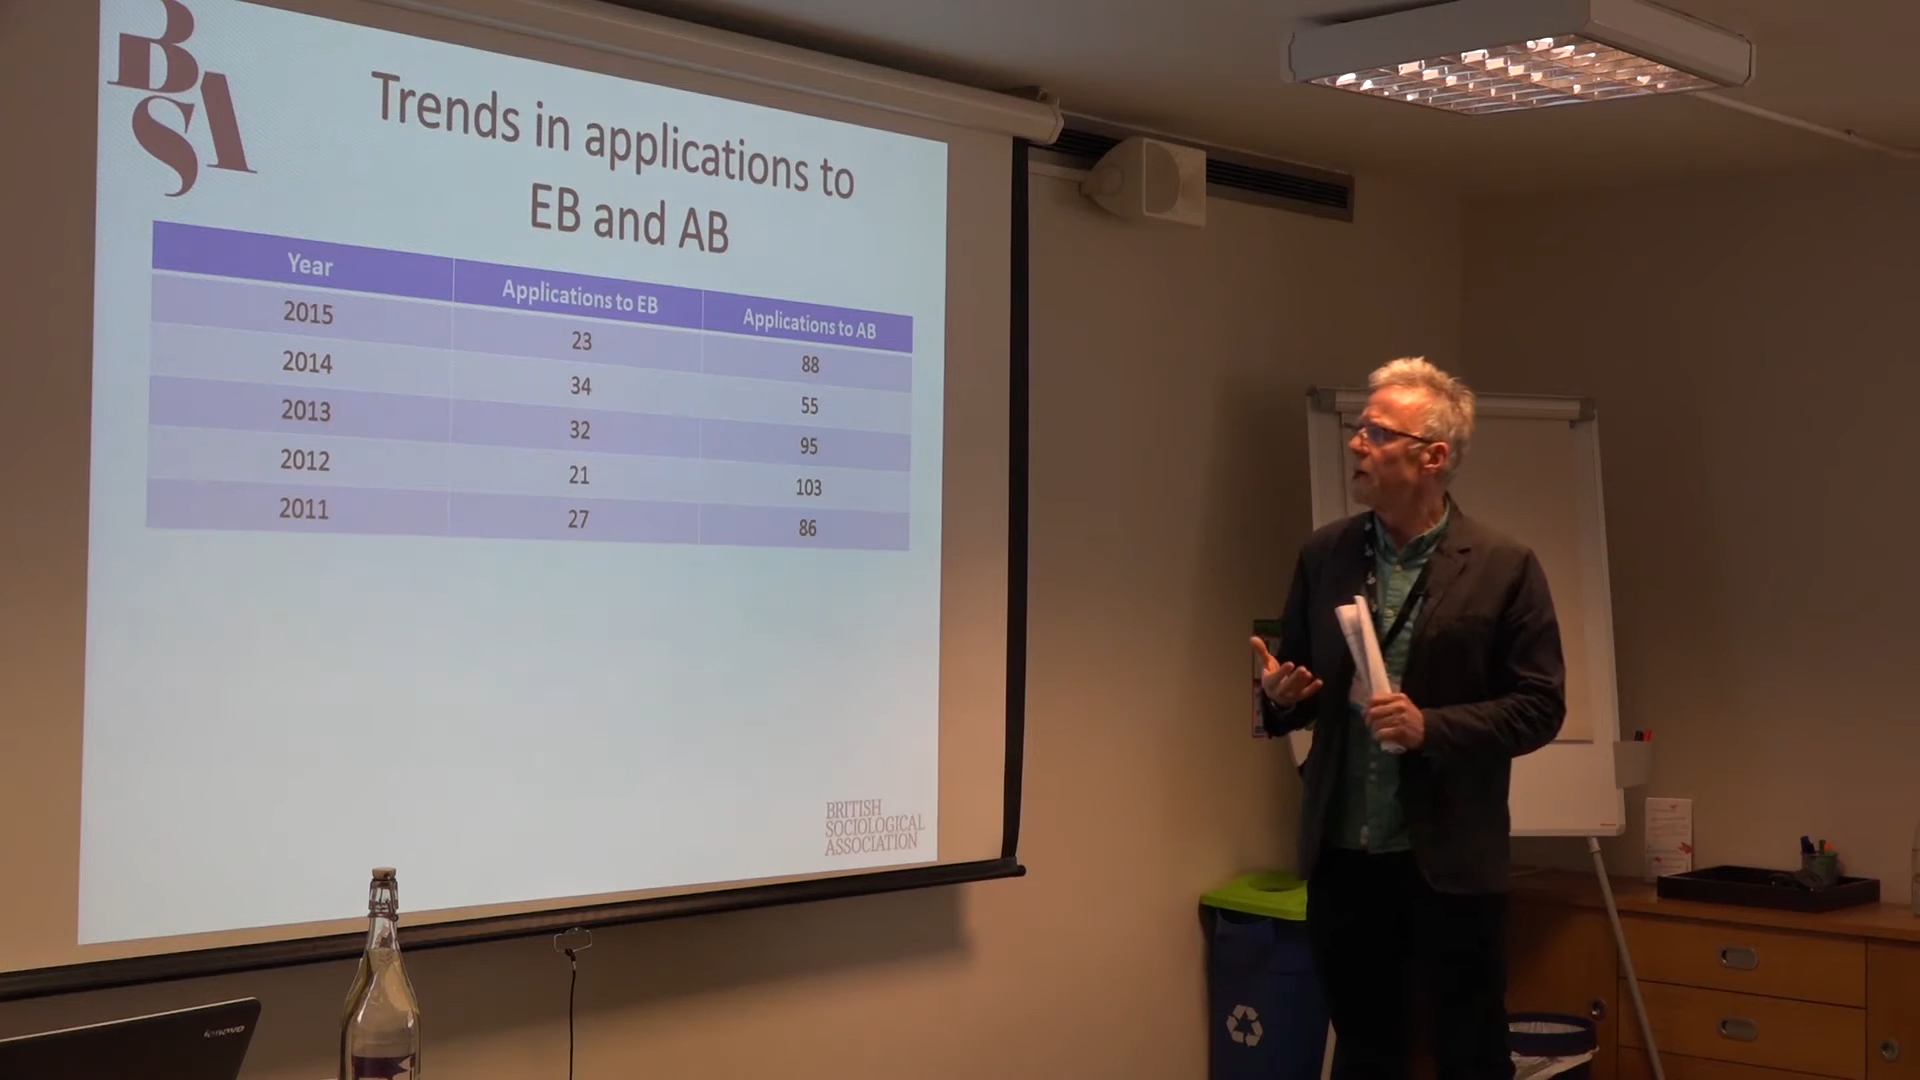 BSA
Trends in applications to
EB and AB
Year Applications to EB Applications to AB
2015 23 88
2014 34 55
2013 32 95
2012 21 103
2011 27 86
BRITISH
SOCIOLOGICAL
ASSOCIATION
lenovo